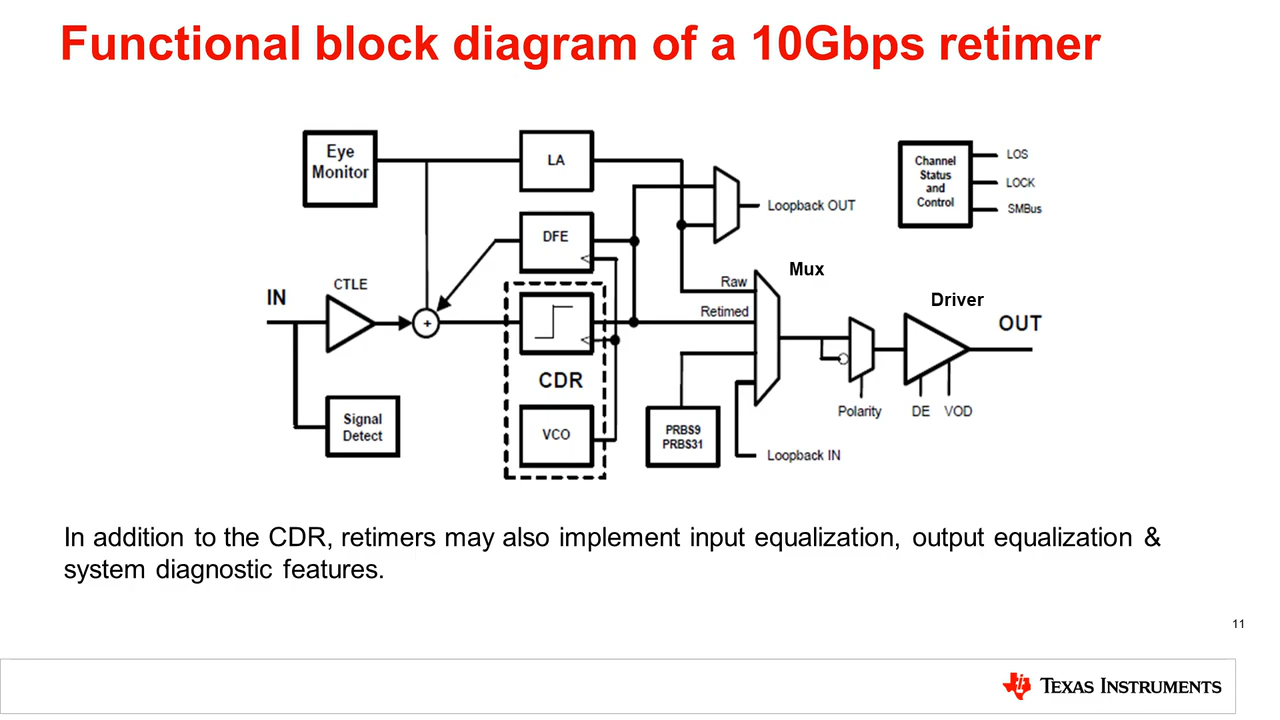 Functional block diagram of a 10Gbps retimer
Eye
Monitor
LA
Channel
Status
and
Control
LOS
LOCK
SMBus
Loopback OUT
DFE
Mux
CTLE
IN
Raw
Retimed
Driver
OUT
+
CDR
VCO
Signal
Detect
PRBS9
PRBS31
Polarity
DE
VOD
Loopback IN
In addition to the CDR, retimers may also implement input equalization, output equalization &
system diagnostic features.
11
TEXAS INSTRUMENTS